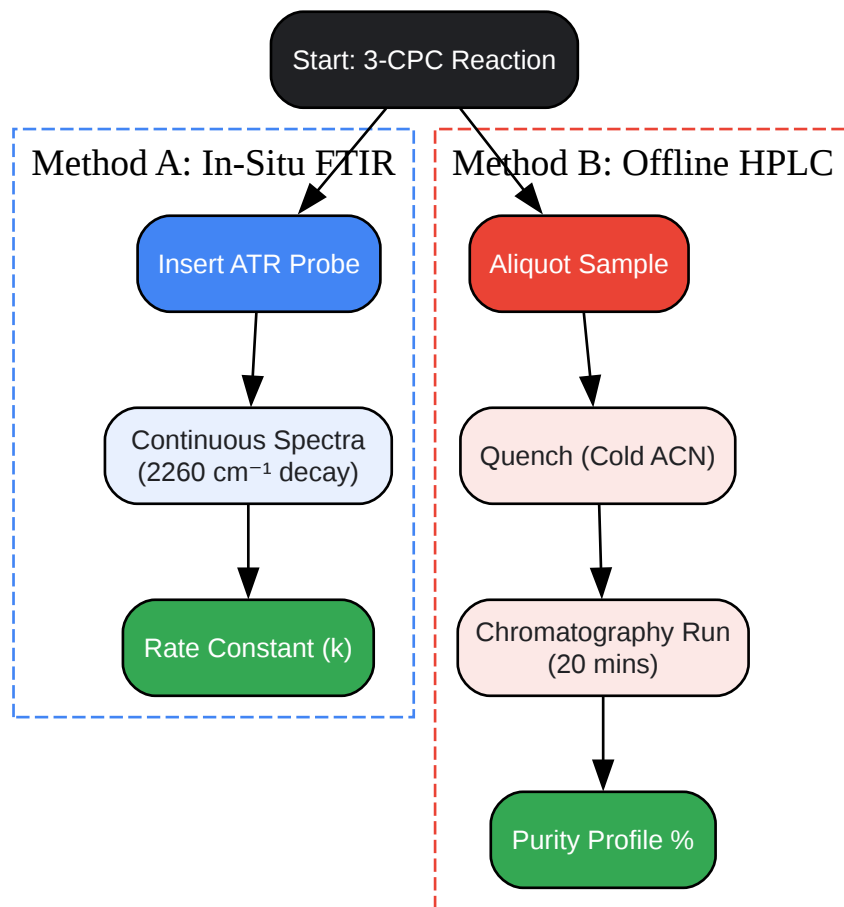 Start: 3-CPC Reaction
Method A: In-Situ FTIR
Insert ATR Probe
Continuous Spectra
(2260 cm⁻¹ decay)
Rate Constant (k)
Method B: Offline HPLC
Aliquot Sample
Quench (Cold ACN)
Chromatography Run
(20 mins)
Purity Profile %